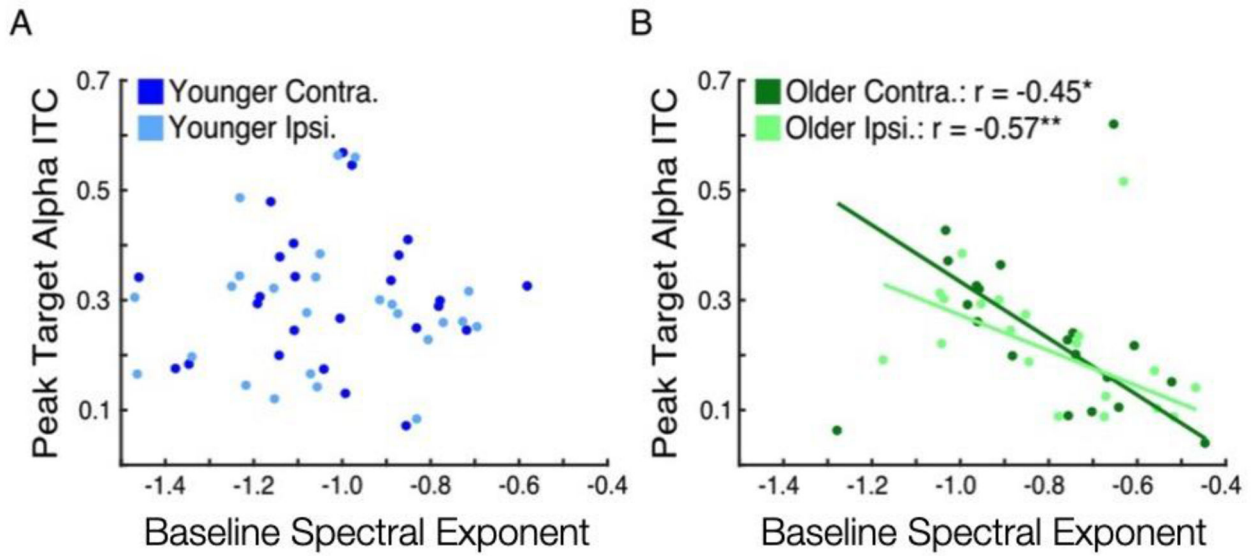 A
B
Peak Target Alpha ITC
0.7
0.5
0.3
0.1
Younger Contra.
Younger Ipsi.
-1.4 -1.2 -1.0 -0.8 -0.6 -0.4
Baseline Spectral Exponent
Peak Target Alpha ITC
0.7
0.5
0.3
0.1
Older Contra.: r = -0.45*
Older Ipsi.: r = -0.57**
-1.4 -1.2 -1.0 -0.8 -0.6 -0.4
Baseline Spectral Exponent